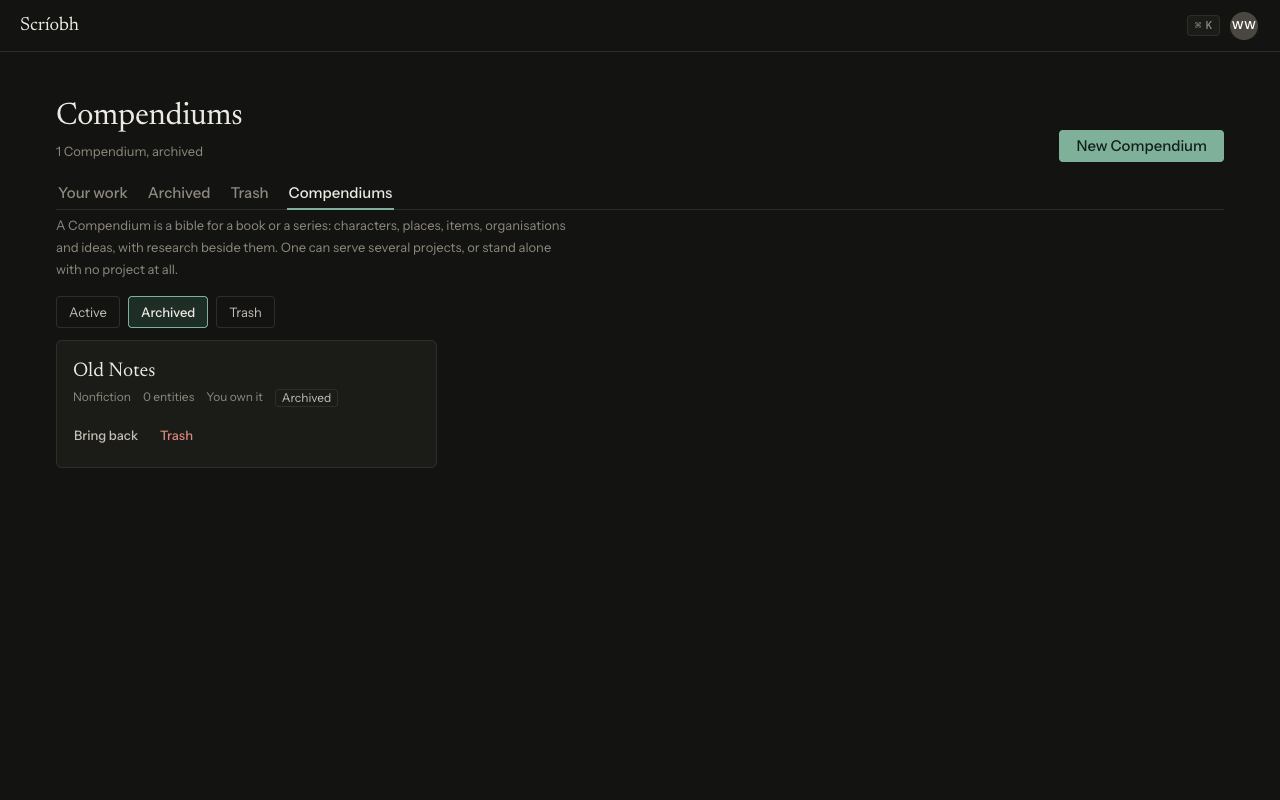 Scríobh
⌘ K
WW
Compendiums
1 Compendium, archived
New Compendium
Your work Archived Trash Compendiums
A Compendium is a bible for a book or a series: characters, places, items, organisations
and ideas, with research beside them. One can serve several projects, or stand alone
with no project at all.
Active Archived Trash
Old Notes
Nonfiction 0 entities You own it Archived
Bring back Trash